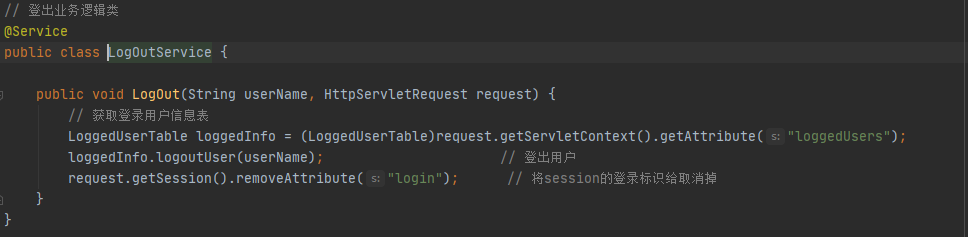 // 登出业务逻辑类
@Service
public class LogOutService {
public void LogOut(String userName, HttpServletRequest request) {
// 获取登录用户信息表
LoggedUserTable loggedInfo = (LoggedUserTable)request.getServletContext().getAttribute( s: "loggedUsers");
loggedInfo.logoutUser(userName); // 登出用户
request.getSession().removeAttribute( s: "login"); // 将session的登录标识给取消掉
}
}